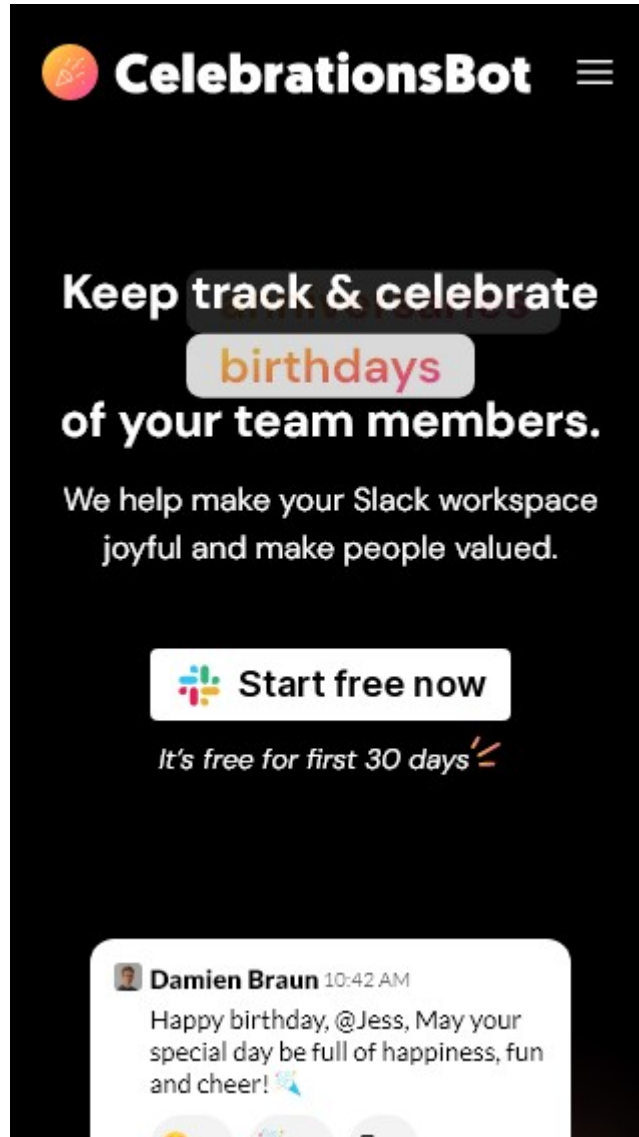 CelebrationsBot
Keep track & celebrate
anniversaries
birthdays
of your team members.
We help make your Slack workspace
joyful and make people valued.
Start free now
It's free for first 30 days
Damien Braun 10:42 AM
Happy birthday, @Jess, May your
special day be full of happiness, fun
and cheer!